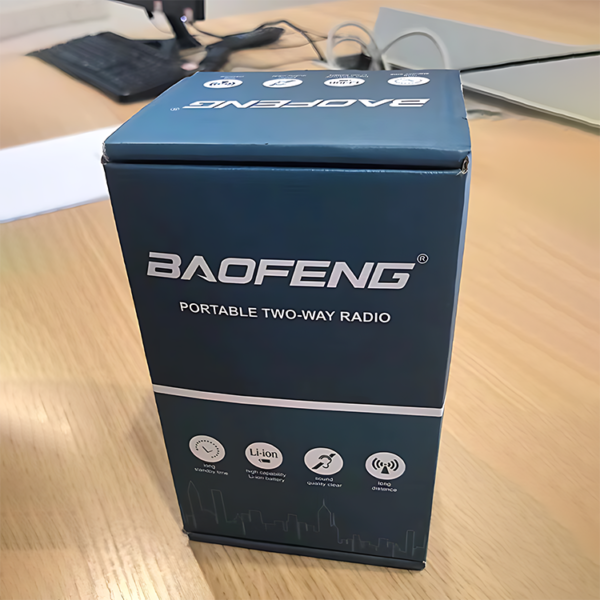 BAOFENG®
BAOFENG®
PORTABLE TWO-WAY RADIO
long
standby time
Li-ion
high capability
Li-ion battery
sound
quality clear
long
distance